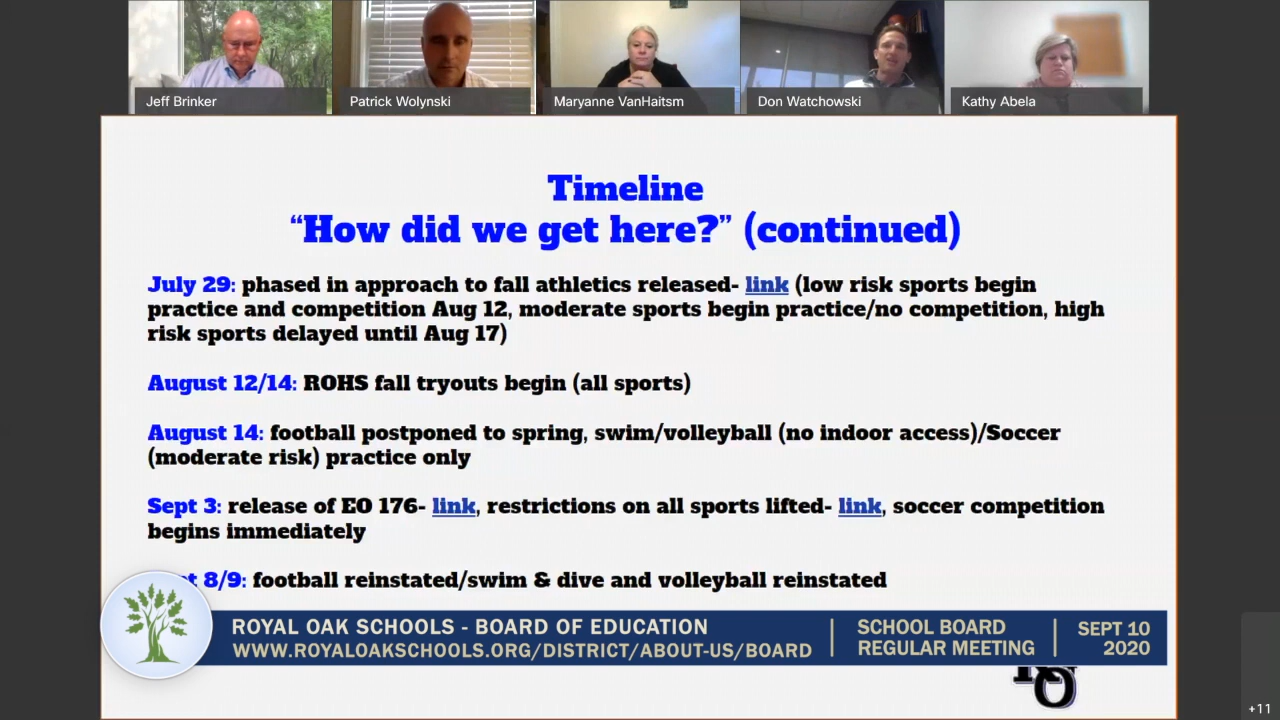 Jeff Brinker
Patrick Wolynski
Maryanne VanHaitsm
Don Watchowski
Kathy Abela
Timeline
“How did we get here?” (continued)
July 29: phased in approach to fall athletics released- link (low risk sports begin
practice and competition Aug 12, moderate sports begin practice/no competition, high
risk sports delayed until Aug 17)
August 12/14: ROHS fall tryouts begin (all sports)
August 14: football postponed to spring, swim/volleyball (no indoor access)/Soccer
(moderate risk) practice only
Sept 3: release of EO 176- link, restrictions on all sports lifted- link, soccer competition
begins immediately
8/9: football reinstated/swim & dive and volleyball reinstated
ROYAL OAK SCHOOLS - BOARD OF EDUCATION
WWW.ROYALOAKSCHOOLS.ORG/DISTRICT/ABOUT-US/BOARD
SCHOOL BOARD
REGULAR MEETING
SEPT 10
2020
+11